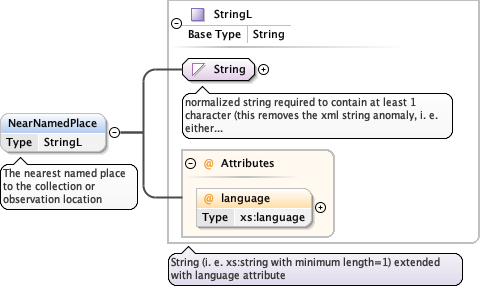 StringL
Base Type String
String
normalized string required to contain at least 1
character (this removes the xml string anomaly, i. e.
either...
NearNamedPlace
Type StringL
The nearest named place
to the collection or
observation location
@ Attributes
@ language
Type xs:language
String (i. e. xs:string with minimum length=1) extended
with language attribute